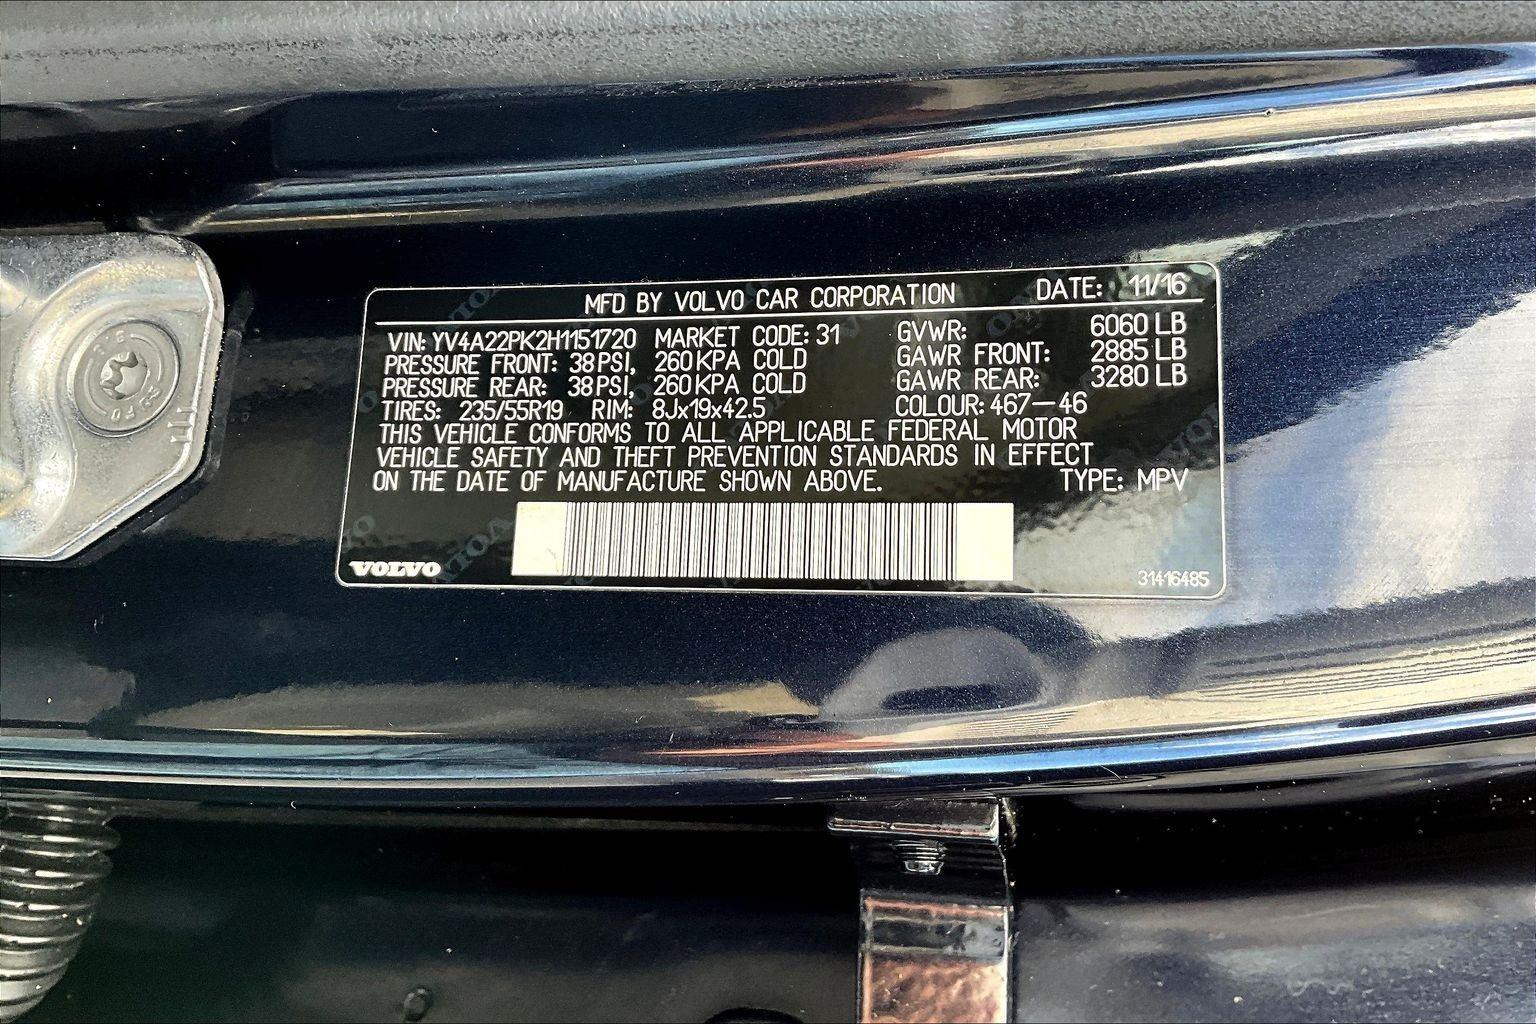 MFD BY VOLVO CAR CORPORATION DATE: 11/16
VIN: YV4A22PK2H1151720 MARKET CODE: 31 GVWR: 6060 LB
PRESSURE FRONT: 38 PSI, 260 KPA COLD GAWR FRONT: 2885 LB
PRESSURE REAR: 38 PSI, 260 KPA COLD GAWR REAR: 3280 LB
TIRES: 235/55R19 RIM: 8Jx19x42.5 COLOUR: 467-46
THIS VEHICLE CONFORMS TO ALL APPLICABLE FEDERAL MOTOR
VEHICLE SAFETY AND THEFT PREVENTION STANDARDS IN EFFECT
ON THE DATE OF MANUFACTURE SHOWN ABOVE. TYPE: MPV
VOLVO 31416485